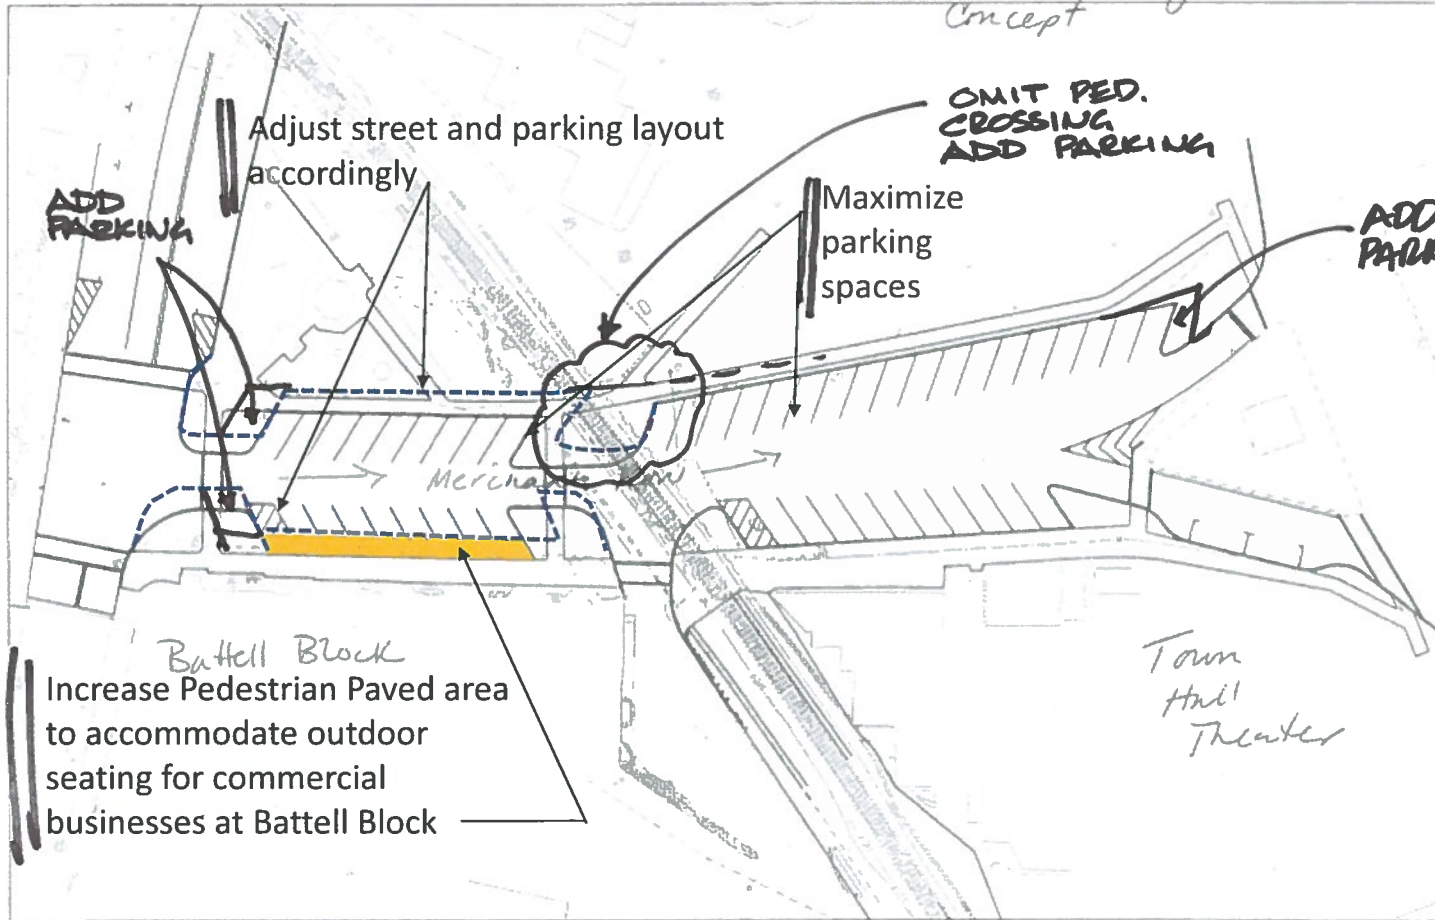 Concept
OMIT PED.
CROSSING
ADD PARKING
Adjust street and parking layout
accordingly
ADD
PARKING
Maximize
parking
spaces
ADD
PARK
Merchants Row
Battell Block
Increase Pedestrian Paved area
to accommodate outdoor
seating for commercial
businesses at Battell Block
Town
Hall
Theater